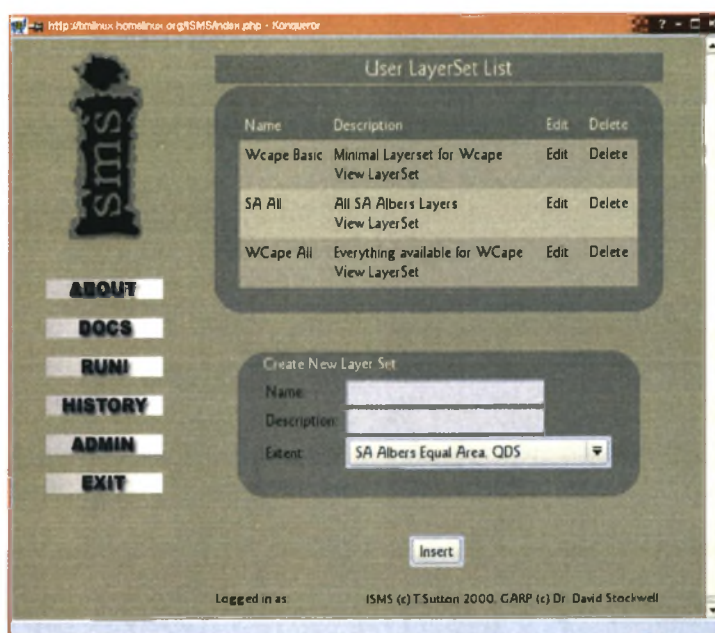 http://bmlinux.homelinux.org/ISMS/index.php - Konqueror
isms
User LayerSet List
Name Description Edit Delete
Wcape Basic Minimal Layerset for Wcape Edit Delete
View LayerSet
SA All All SA Albers Layers Edit Delete
View LayerSet
WCape All Everything available for WCape Edit Delete
View LayerSet
ABOUT
DOCS
RUN!
HISTORY
ADMIN
EXIT
Create New Layer Set
Name:
Description:
Extent: SA Albers Equal Area, QDS
Insert
Logged in as: ISMS (c) T.Sutton 2000, GARP (c) Dr. David Stockwell